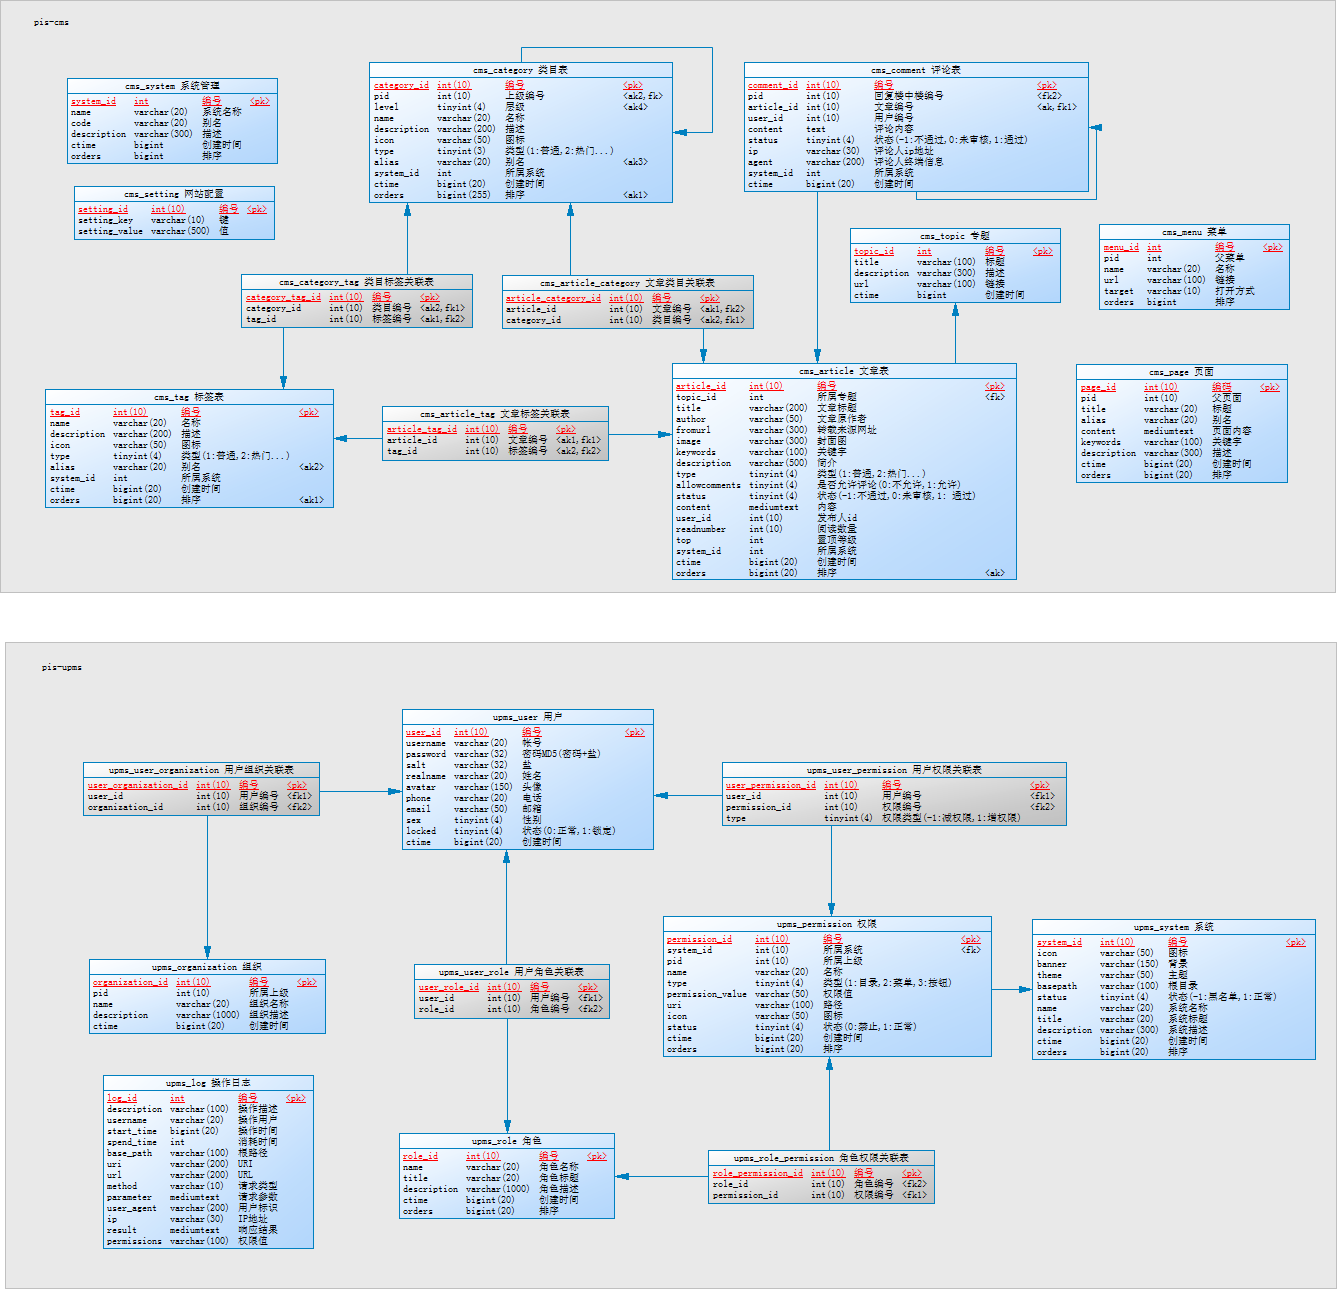 pis-cms
cms_system 系统管理
system_id int 编号 <pk>
name varchar(20) 系统名称
code varchar(20) 别名
description varchar(300) 描述
ctime bigint 创建时间
orders bigint 排序
cms_setting 网站配置
setting_id int(10) 编号 <pk>
setting_key varchar(10) 键
setting_value varchar(500) 值
cms_category 类目表
category_id int(10) 编号 <pk>
pid int(10) 上级编号 <ak2,fk>
level tinyint(4) 层级 <ak4>
name varchar(20) 名称
description varchar(200) 描述
icon varchar(50) 图标
type tinyint(3) 类型(1:普通,2:热门...)
alias varchar(20) 别名 <ak3>
system_id int 所属系统
ctime bigint(20) 创建时间
orders bigint(255) 排序 <ak1>
cms_comment 评论表
comment_id int(10) 编号 <pk>
pid int(10) 回复楼中楼编号 <fk2>
article_id int(10) 文章编号 <ak,fk1>
user_id int(10) 用户编号
content text 评论内容
status tinyint(4) 状态(-1:不通过,0:未审核,1:通过)
ip varchar(30) 评论人ip地址
agent varchar(200) 评论人终端信息
system_id int 所属系统
ctime bigint(20) 创建时间
cms_topic 专题
topic_id int 编号 <pk>
title varchar(100) 标题
description varchar(300) 描述
url varchar(100) 链接
ctime bigint 创建时间
cms_menu 菜单
menu_id int 编号 <pk>
pid int 父菜单
name varchar(20) 名称
url varchar(100) 链接
target varchar(10) 打开方式
orders bigint 排序
cms_category_tag 类目标签关联表
category_tag_id int(10) 编号 <pk>
category_id int(10) 类目编号 <ak2,fk1>
tag_id int(10) 标签编号 <ak1,fk2>
cms_article_category 文章类目关联表
article_category_id int(10) 编号 <pk>
article_id int(10) 文章编号 <ak1,fk2>
category_id int(10) 类目编号 <ak2,fk1>
cms_tag 标签表
tag_id int(10) 编号 <pk>
name varchar(20) 名称
description varchar(200) 描述
icon varchar(50) 图标
type tinyint(4) 类型(1:普通,2:热门...)
alias varchar(20) 别名 <ak2>
system_id int 所属系统
ctime bigint(20) 创建时间
orders bigint(20) 排序 <ak1>
cms_article_tag 文章标签关联表
article_tag_id int(10) 编号 <pk>
article_id int(10) 文章编号 <ak1,fk1>
tag_id int(10) 标签编号 <ak2,fk2>
cms_article 文章表
article_id int(10) 编号 <pk>
topic_id int 所属专题 <fk>
title varchar(200) 文章标题
author varchar(50) 文章原作者
fromurl varchar(300) 转载来源网址
image varchar(300) 封面图
keywords varchar(100) 关键字
description varchar(500) 简介
type tinyint(4) 类型(1:普通,2:热门...)
allowcomments tinyint(4) 是否允许评论(0:不允许,1:允许)
status tinyint(4) 状态(-1:不通过,0:未审核,1: 通过)
content mediumtext 内容
user_id int(10) 发布人id
readnumber int(10) 阅读数量
top int 置顶等级
system_id int 所属系统
ctime bigint(20) 创建时间
orders bigint(20) 排序 <ak>
cms_page 页面
page_id int(10) 编码 <pk>
pid int(10) 父页面
title varchar(20) 标题
alias varchar(20) 别名
content mediumtext 页面内容
keywords varchar(100) 关键字
description varchar(300) 描述
ctime bigint(20) 创建时间
orders bigint(20) 排序
pis-upms
upms_user 用户
user_id int(10) 编号 <pk>
username varchar(20) 帐号
password varchar(32) 密码MD5(密码+盐)
salt varchar(32) 盐
realname varchar(20) 姓名
avatar varchar(150) 头像
phone varchar(20) 电话
email varchar(50) 邮箱
sex tinyint(4) 性别
locked tinyint(4) 状态(0:正常,1:锁定)
ctime bigint(20) 创建时间
upms_user_organization 用户组织关联表
user_organization_id int(10) 编号 <pk>
user_id int(10) 用户编号 <fk1>
organization_id int(10) 组织编号 <fk2>
upms_user_permission 用户权限关联表
user_permission_id int(10) 编号 <pk>
user_id int(10) 用户编号 <fk1>
permission_id int(10) 权限编号 <fk2>
type tinyint(4) 权限类型(-1:减权限,1:增权限)
upms_organization 组织
organization_id int(10) 编号 <pk>
pid int(10) 所属上级
name varchar(20) 组织名称
description varchar(1000) 组织描述
ctime bigint(20) 创建时间
upms_user_role 用户角色关联表
user_role_id int(10) 编号 <pk>
user_id int(10) 用户编号 <fk1>
role_id int(10) 角色编号 <fk2>
upms_permission 权限
permission_id int(10) 编号 <pk>
system_id int(10) 所属系统 <fk>
pid int(10) 所属上级
name varchar(20) 名称
type tinyint(4) 类型(1:目录,2:菜单,3:按钮)
permission_value varchar(50) 权限值
uri varchar(100) 路径
icon varchar(50) 图标
status tinyint(4) 状态(0:禁止,1:正常)
ctime bigint(20) 创建时间
orders bigint(20) 排序
upms_system 系统
system_id int(10) 编号 <pk>
icon varchar(50) 图标
banner varchar(150) 背景
theme varchar(50) 主题
basepath varchar(100) 根目录
status tinyint(4) 状态(-1:黑名单,1:正常)
name varchar(20) 系统名称
title varchar(20) 系统标题
description varchar(300) 系统描述
ctime bigint(20) 创建时间
orders bigint(20) 排序
upms_log 操作日志
log_id int 编号 <pk>
description varchar(100) 操作描述
username varchar(20) 操作用户
start_time bigint(20) 操作时间
spend_time int 消耗时间
base_path varchar(100) 根路径
uri varchar(200) URI
url varchar(200) URL
method varchar(10) 请求类型
parameter mediumtext 请求参数
user_agent varchar(200) 用户标识
ip varchar(30) IP地址
result mediumtext 响应结果
permissions varchar(100) 权限值
upms_role 角色
role_id int(10) 编号 <pk>
name varchar(20) 角色名称
title varchar(20) 角色标题
description varchar(1000) 角色描述
ctime bigint(20) 创建时间
orders bigint(20) 排序
upms_role_permission 角色权限关联表
role_permission_id int(10) 编号 <pk>
role_id int(10) 角色编号 <fk2>
permission_id int(10) 权限编号 <fk1>